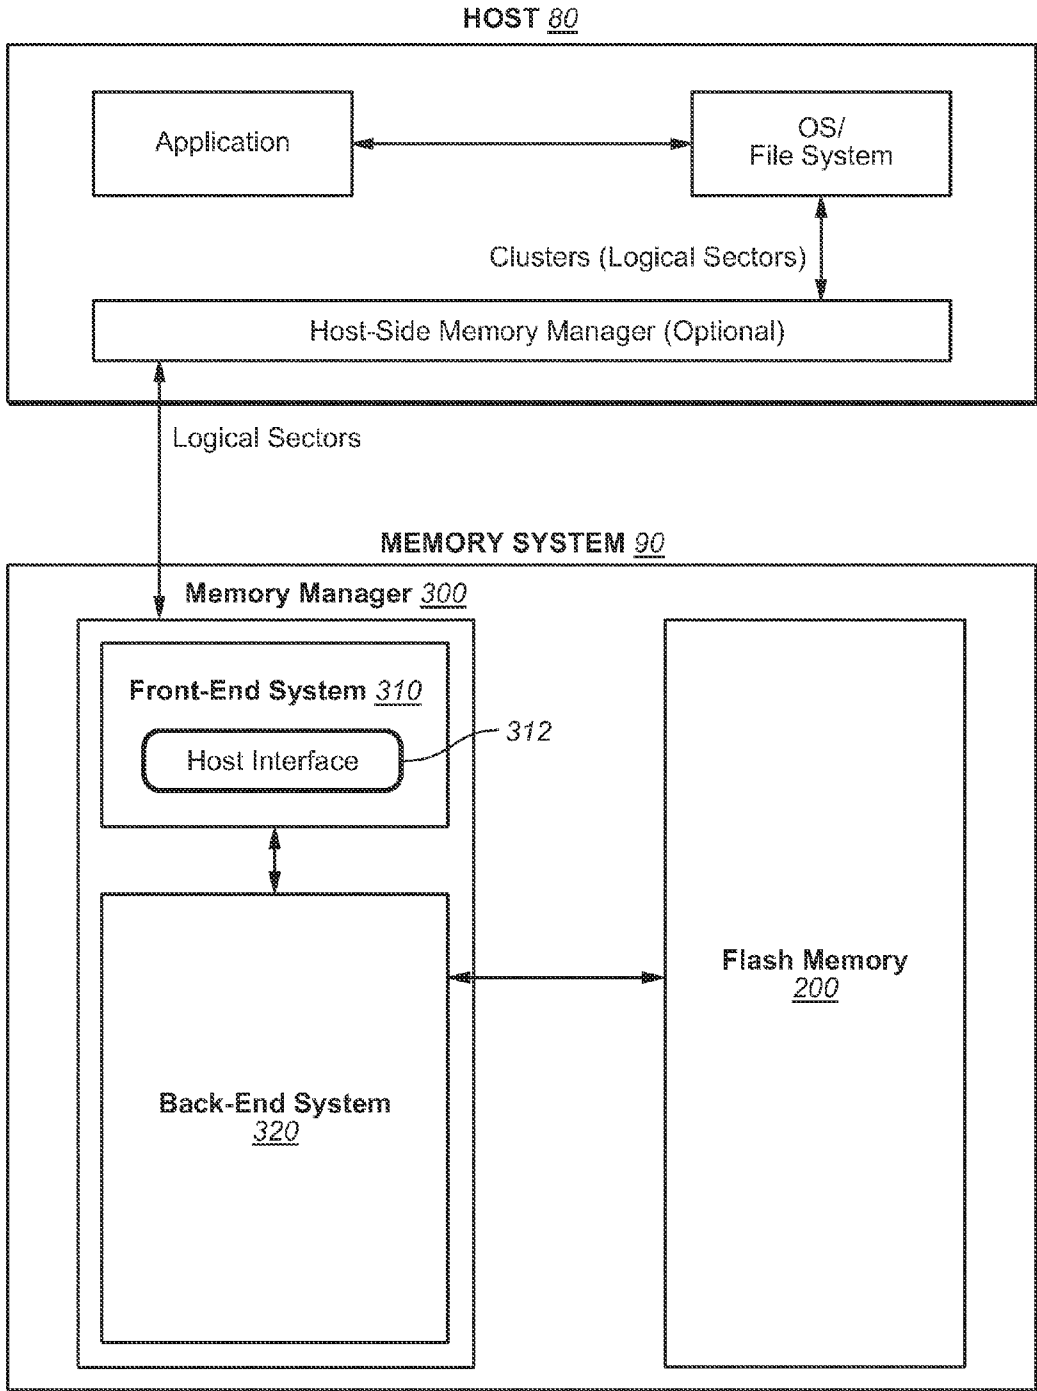 HOST 80
Application
OS/
File System
Clusters (Logical Sectors)
Host-Side Memory Manager (Optional)
Logical Sectors
MEMORY SYSTEM 90
Memory Manager 300
Front-End System 310
312
Host Interface
Flash Memory
200
Back-End System
320